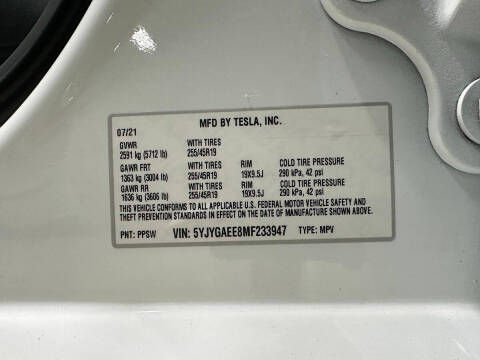 MFD BY TESLA, INC.
07/21
GVWR WITH TIRES
2591 kg (5712 lb) 255/45R19
GAWR FRT WITH TIRES RIM COLD TIRE PRESSURE
1363 kg (3004 lb) 255/45R19 19X9.5J 290 kPa, 42 psi
GAWR RR WITH TIRES RIM COLD TIRE PRESSURE
1636 kg (3606 lb) 255/45R19 19X9.5J 290 kPa, 42 psi
THIS VEHICLE CONFORMS TO ALL APPLICABLE U.S. FEDERAL MOTOR VEHICLE SAFETY AND
THEFT PREVENTION STANDARDS IN EFFECT ON THE DATE OF MANUFACTURE SHOWN ABOVE.
PNT: PPSW VIN: 5YJYGAEE8MF233947 TYPE: MPV